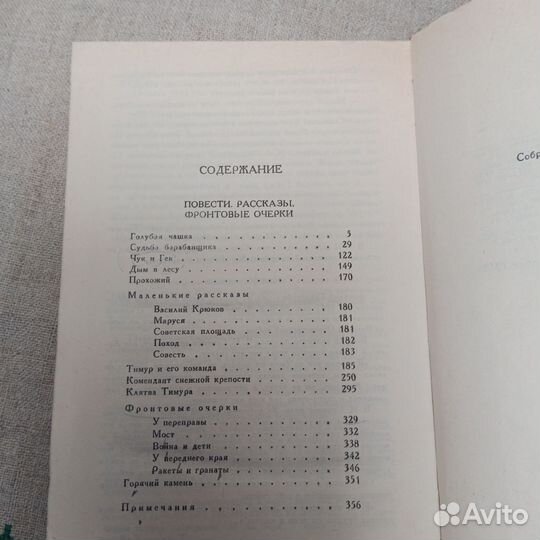 СОДЕРЖАНИЕ
ПОВЕСТИ. РАССКАЗЫ.
ФРОНТОВЫЕ ОЧЕРКИ
Голубая чашка 5
Судьба барабанщика 29
Чук и Гек 122
Дым в лесу 149
Прохожий 170
Маленькие рассказы
Василий Крюков 180
Маруся 181
Советская площадь 181
Поход 182
Совесть 183
Тимур и его команда 185
Комендант снежной крепости 250
Клятва Тимура 295
Фронтовые очерки
У переправы 329
Мост 332
Война и дети 338
У переднего края 342
Ракеты и гранаты 346
Горячий камень 351
Примечания 356
Собр
Avito